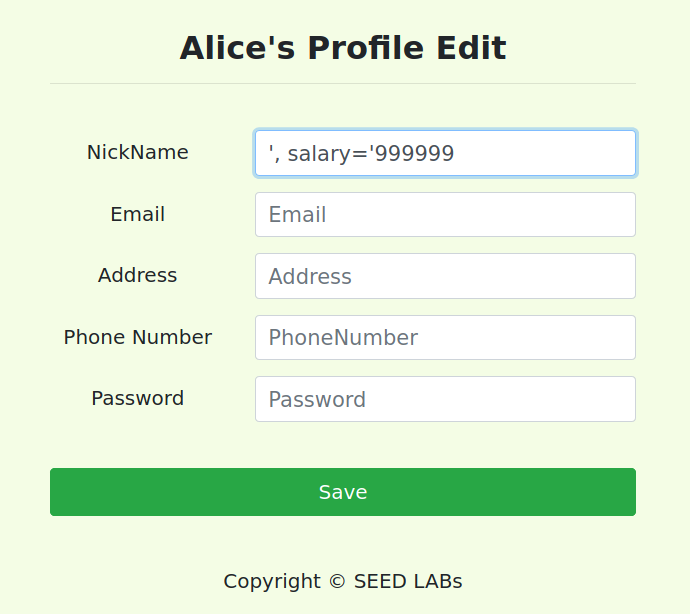 Alice's Profile Edit
NickName ', salary='999999
Email Email
Address Address
Phone Number PhoneNumber
Password Password
Save
Copyright © SEED LABs